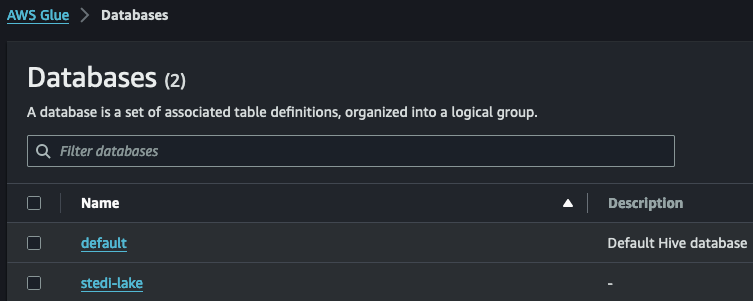 AWS Glue > Databases
Databases (2)
A database is a set of associated table definitions, organized into a logical group.
Filter databases
Name Description
default Default Hive database
stedi-lake -